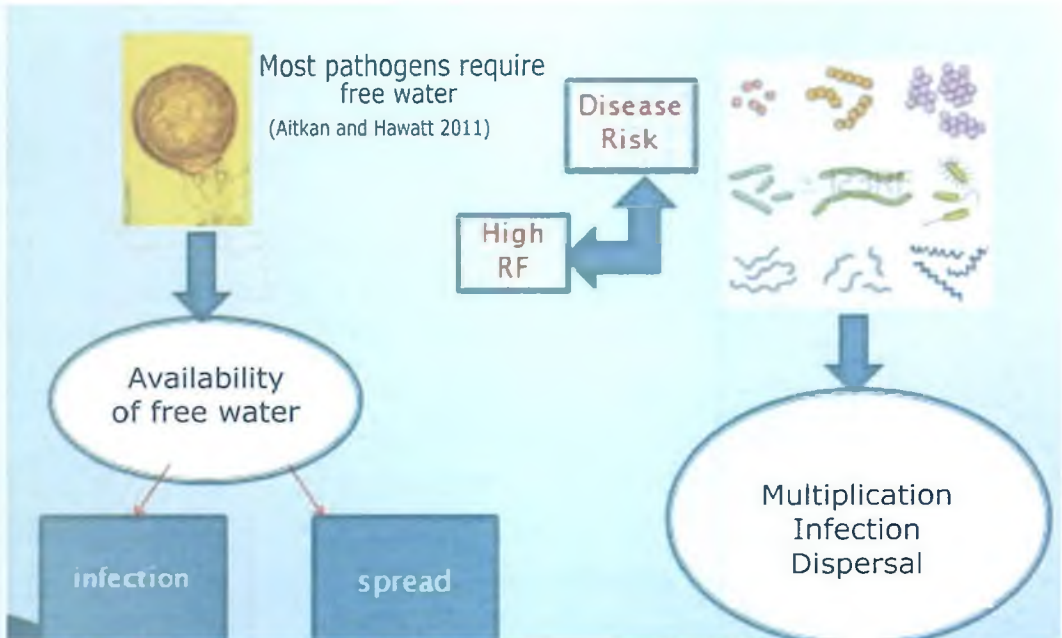 Most pathogens require
free water
(Aitkan and Hawatt 2011)
Disease
Risk
High
RF
Availability
of free water
infection
spread
Multiplication
Infection
Dispersal